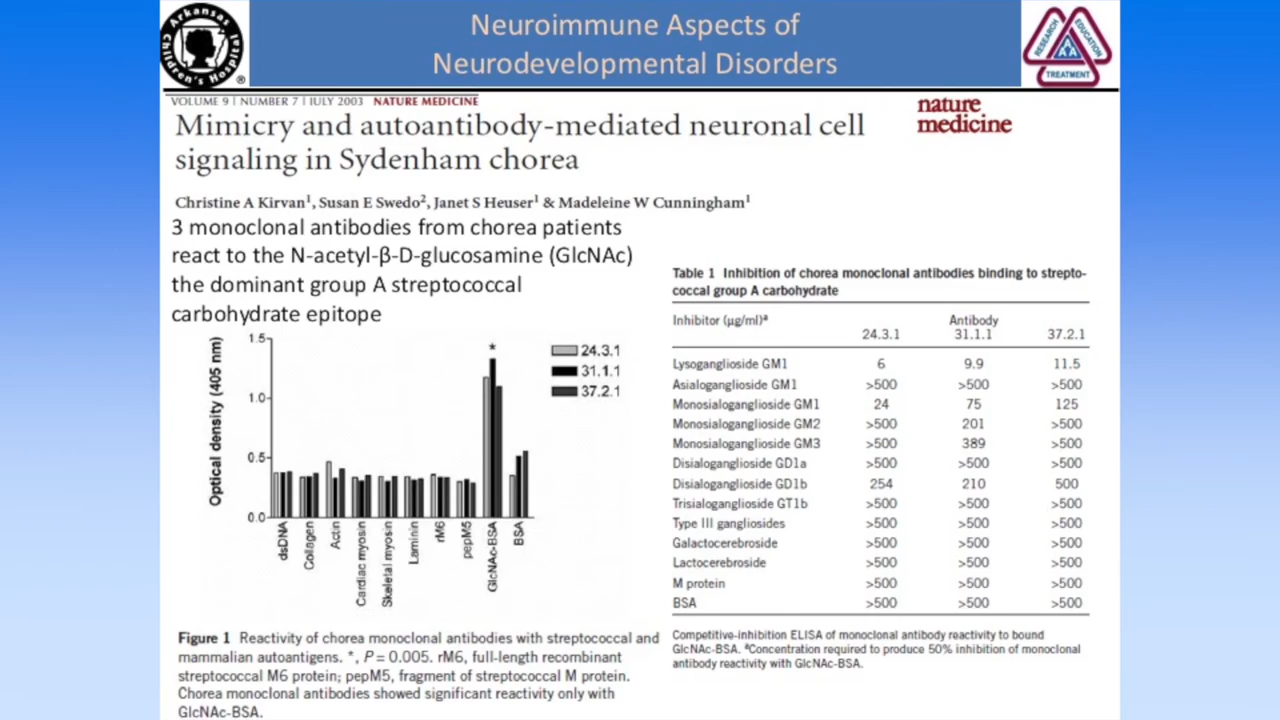 Neuroimmune Aspects of
Neurodevelopmental Disorders
Arkansas
Children's Hospital
®
RESEARCH
EDUCATION
TREATMENT
VOLUME 9 | NUMBER 7 | JULY 2003 NATURE MEDICINE
nature
medicine
Mimicry and autoantibody-mediated neuronal cell
signaling in Sydenham chorea
Christine A Kirvan¹, Susan E Swedo², Janet S Heuser¹ & Madeleine W Cunningham¹
3 monoclonal antibodies from chorea patients
react to the N-acetyl-β-D-glucosamine (GlcNAc)
the dominant group A streptococcal
carbohydrate epitope
Optical density (405 nm)
1.5
1.0
0.5
0.0
*
24.3.1
31.1.1
37.2.1
dsDNA
Collagen
Actin
Cardiac myosin
Skeletal myosin
Laminin
rM6
pepM5
GlcNAc-BSA
BSA
Figure 1 Reactivity of chorea monoclonal antibodies with streptococcal and
mammalian autoantigens. *, P = 0.005. rM6, full-length recombinant
streptococcal M6 protein; pepM5, fragment of streptococcal M protein.
Chorea monoclonal antibodies showed significant reactivity only with
GlcNAc-BSA.
Table 1 Inhibition of chorea monoclonal antibodies binding to strepto-
coccal group A carbohydrate
Inhibitor (µg/ml)ª Antibody
24.3.1 31.1.1 37.2.1
Lysoganglioside GM1 6 9.9 11.5
Asialoganglioside GM1 >500 >500 >500
Monosialoganglioside GM1 24 75 125
Monosialoganglioside GM2 >500 201 >500
Monosialoganglioside GM3 >500 389 >500
Disialoganglioside GD1a >500 >500 >500
Disialoganglioside GD1b 254 210 500
Trisialoganglioside GT1b >500 >500 >500
Type III gangliosides >500 >500 >500
Galactocerebroside >500 >500 >500
Lactocerebroside >500 >500 >500
M protein >500 >500 >500
BSA >500 >500 >500
Competitive-inhibition ELISA of monoclonal antibody reactivity to bound
GlcNAc-BSA. ªConcentration required to produce 50% inhibition of monoclonal
antibody reactivity with GlcNAc-BSA.